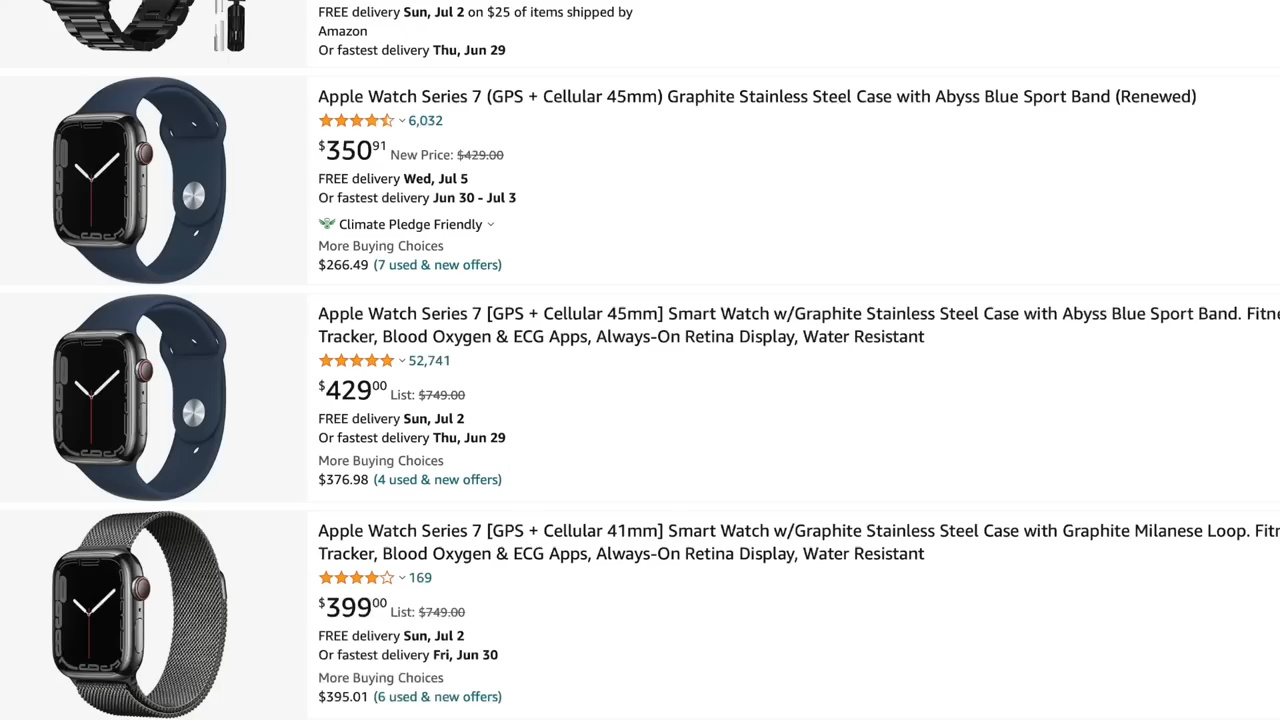 FREE delivery Sun, Jul 2 on $25 of items shipped by
Amazon
Or fastest delivery Thu, Jun 29
Apple Watch Series 7 (GPS + Cellular 45mm) Graphite Stainless Steel Case with Abyss Blue Sport Band (Renewed)
6,032
$350.91 New Price: $429.00
FREE delivery Wed, Jul 5
Or fastest delivery Jun 30 - Jul 3
Climate Pledge Friendly
More Buying Choices
$266.49 (7 used & new offers)
Apple Watch Series 7 [GPS + Cellular 45mm] Smart Watch w/Graphite Stainless Steel Case with Abyss Blue Sport Band. Fitne
Tracker, Blood Oxygen & ECG Apps, Always-On Retina Display, Water Resistant
52,741
$429.00 List: $749.00
FREE delivery Sun, Jul 2
Or fastest delivery Thu, Jun 29
More Buying Choices
$376.98 (4 used & new offers)
Apple Watch Series 7 [GPS + Cellular 41mm] Smart Watch w/Graphite Stainless Steel Case with Graphite Milanese Loop. Fitn
Tracker, Blood Oxygen & ECG Apps, Always-On Retina Display, Water Resistant
169
$399.00 List: $749.00
FREE delivery Sun, Jul 2
Or fastest delivery Fri, Jun 30
More Buying Choices
$395.01 (6 used & new offers)